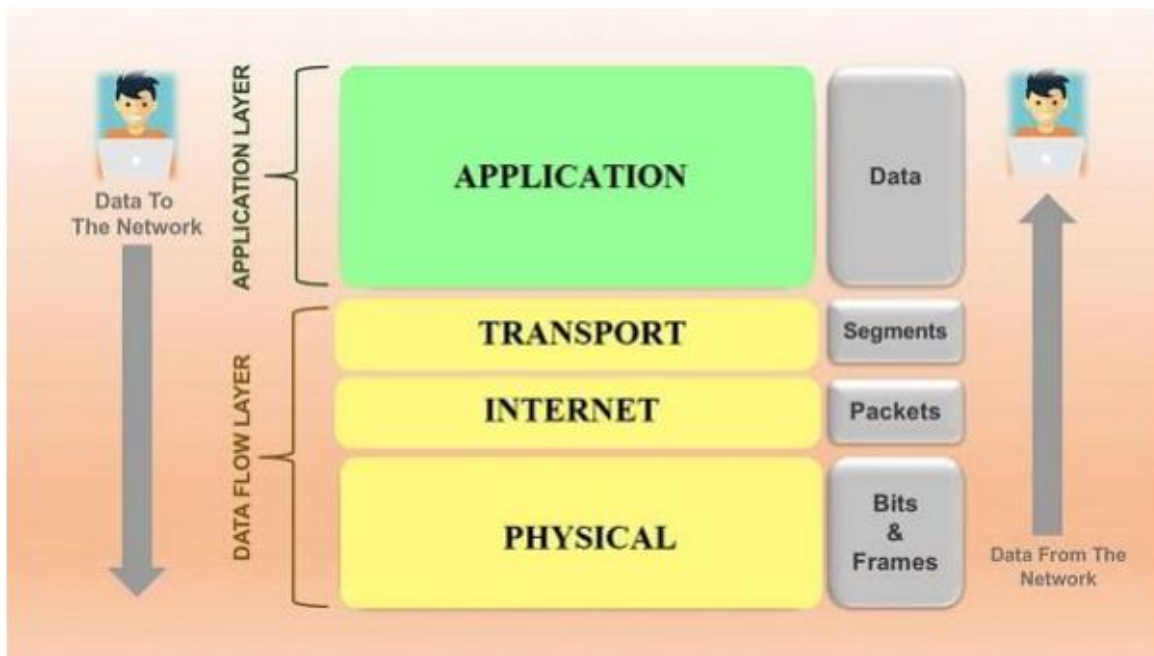 Data To
The Network
APPLICATION LAYER
APPLICATION
Data
DATA FLOW LAYER
TRANSPORT
Segments
INTERNET
Packets
PHYSICAL
Bits
&
Frames
Data From The
Network